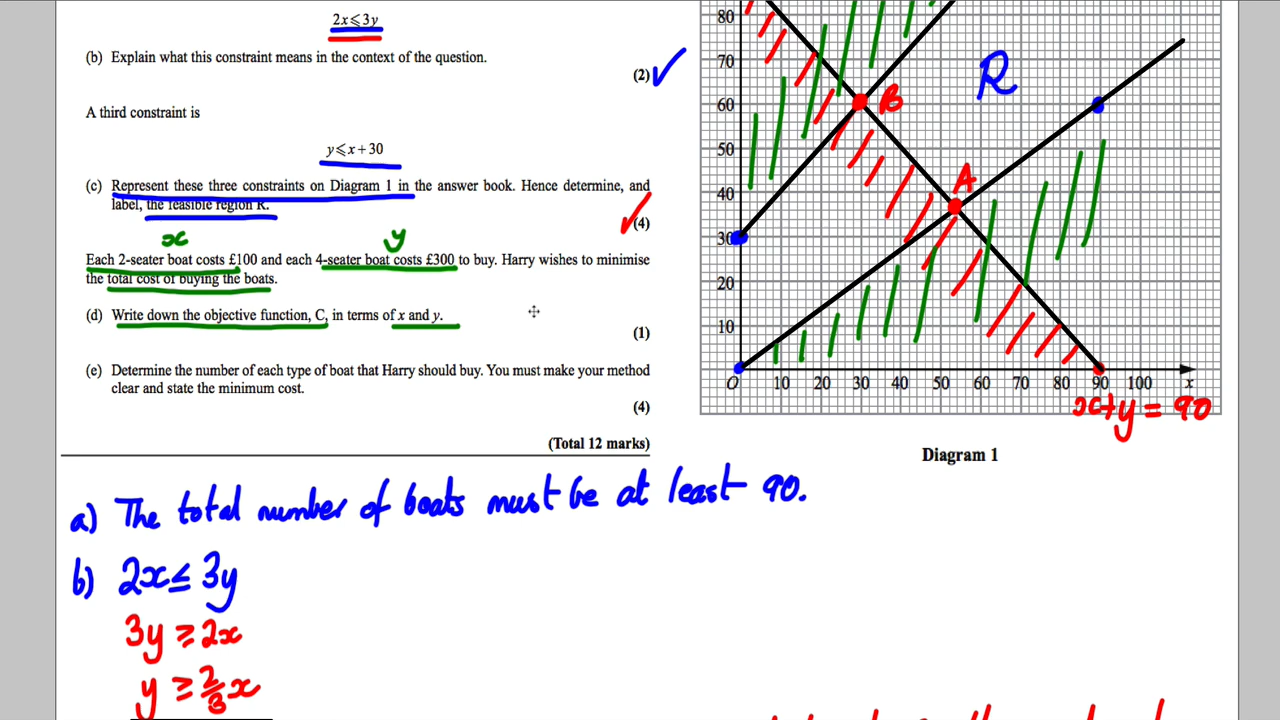 2x⩽3y
(b) Explain what this constraint means in the context of the question.
(2)
A third constraint is
y⩽x+30
(c) Represent these three constraints on Diagram 1 in the answer book. Hence determine, and
label, the feasible region R.
(4)
x y
Each 2-seater boat costs £100 and each 4-seater boat costs £300 to buy. Harry wishes to minimise
the total cost of buying the boats.
(d) Write down the objective function, C, in terms of x and y.
(1)
(e) Determine the number of each type of boat that Harry should buy. You must make your method
clear and state the minimum cost.
(4)
(Total 12 marks)
80
70
R
60
B
50
40
A
30
20
10
O 10 20 30 40 50 60 70 80 90 100 x
x+y = 90
Diagram 1
a) The total number of boats must be at least 90.
b) 2x≤ 3y
3y ≥ 2x
y ≥ 2/3 x